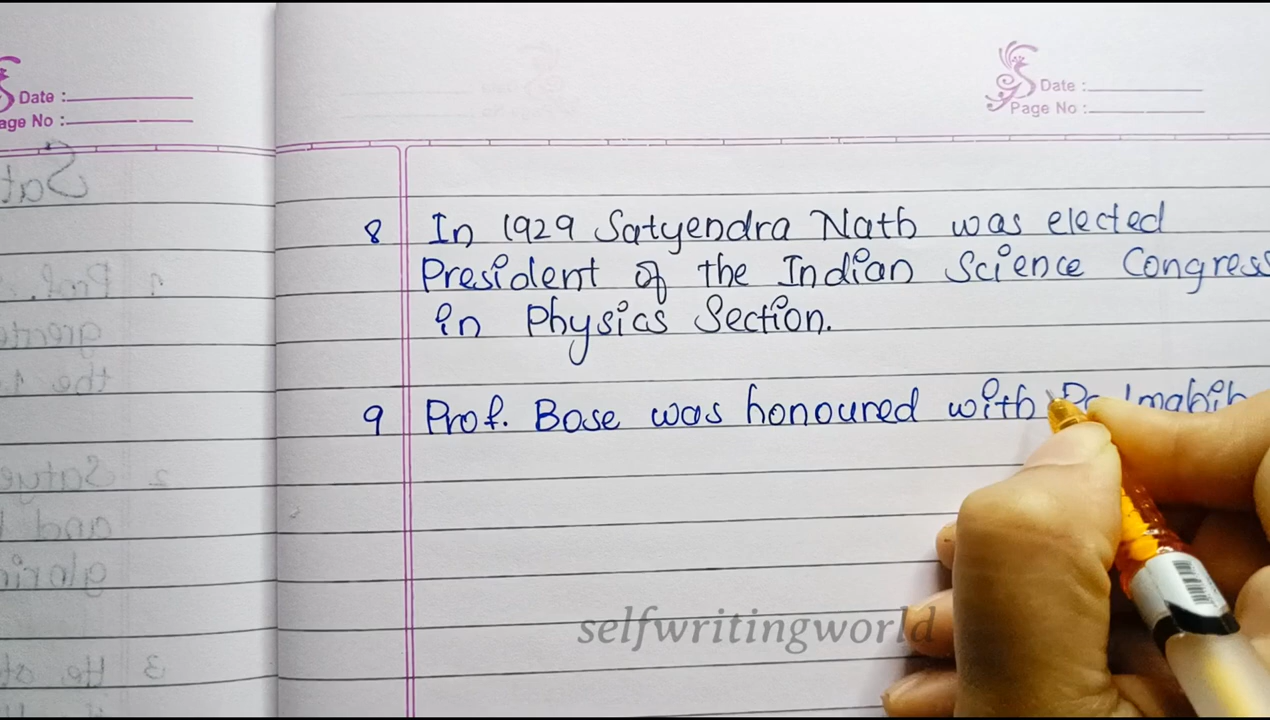 Date :
age No :
Date :
Page No :
8 In 1929 Satyendra Nath was elected
President of the Indian Science Congress
in Physics Section.
9 Prof. Bose was honoured with
selfwritingworld